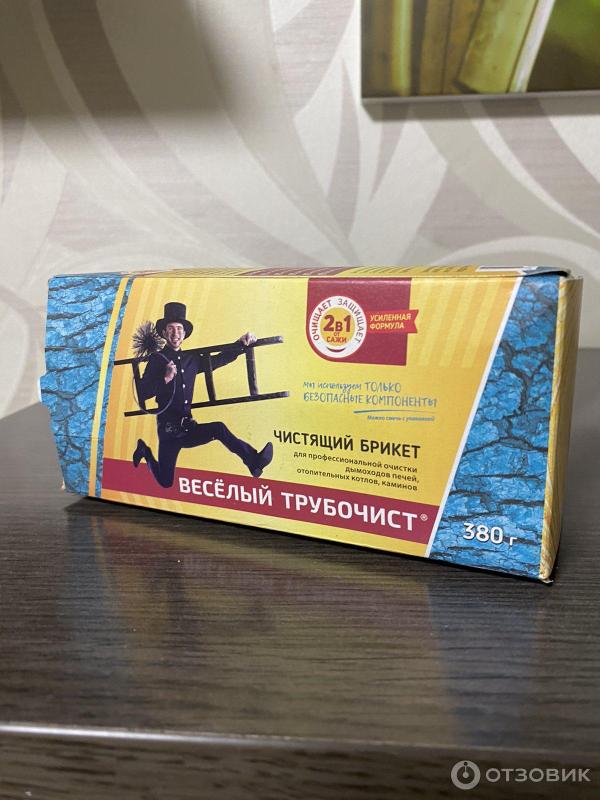 ОЧИЩАЕТ ЗАЩИЩАЕТ
2в1
ОТ
САЖИ
УСИЛЕННАЯ
ФОРМУЛА
мы используем ТОЛЬКО
БЕЗОПАСНЫЕ КОМПОНЕНТЫ
Можно сжечь с упаковкой
ЧИСТЯЩИЙ БРИКЕТ
для профессиональной очистки
дымоходов печей,
отопительных котлов, каминов
ВЕСЁЛЫЙ ТРУБОЧИСТ®
380 г
ОТЗОВИК